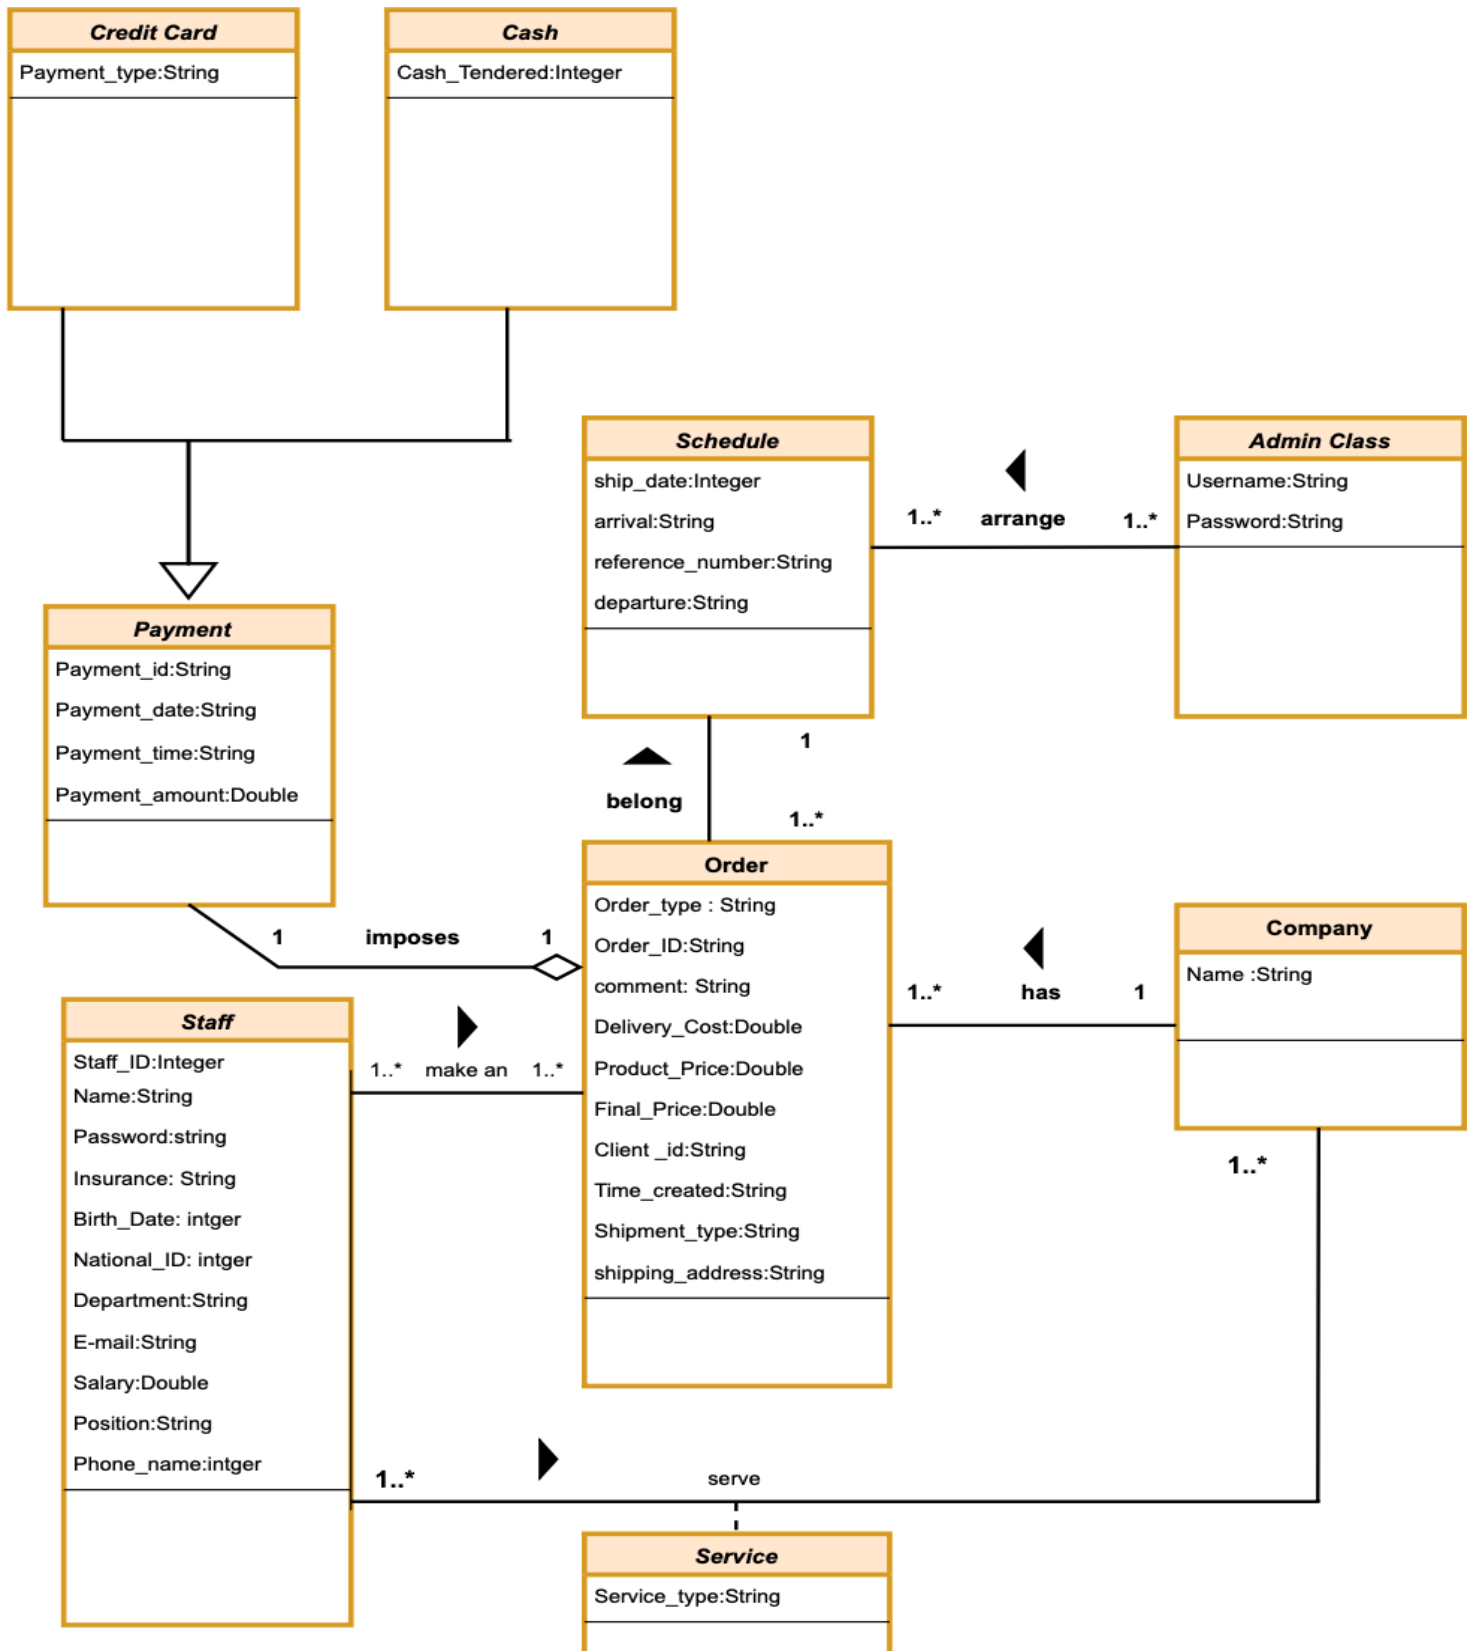 Credit Card
Payment_type:String
Cash
Cash_Tendered:Integer
Schedule
ship_date:Integer
arrival:String
reference_number:String
departure:String
1..* arrange 1..*
Admin Class
Username:String
Password:String
Payment
Payment_id:String
Payment_date:String
Payment_time:String
Payment_amount:Double
1
belong
1..*
1 imposes 1
Order
Order_type : String
Order_ID:String
comment: String
Delivery_Cost:Double
Product_Price:Double
Final_Price:Double
Client _id:String
Time_created:String
Shipment_type:String
shipping_address:String
1..* has 1
Company
Name :String
1..*
Staff
Staff_ID:Integer
Name:String
Password:string
Insurance: String
Birth_Date: intger
National_ID: intger
Department:String
E-mail:String
Salary:Double
Position:String
Phone_name:intger
1..* make an 1..*
1..* serve
Service
Service_type:String